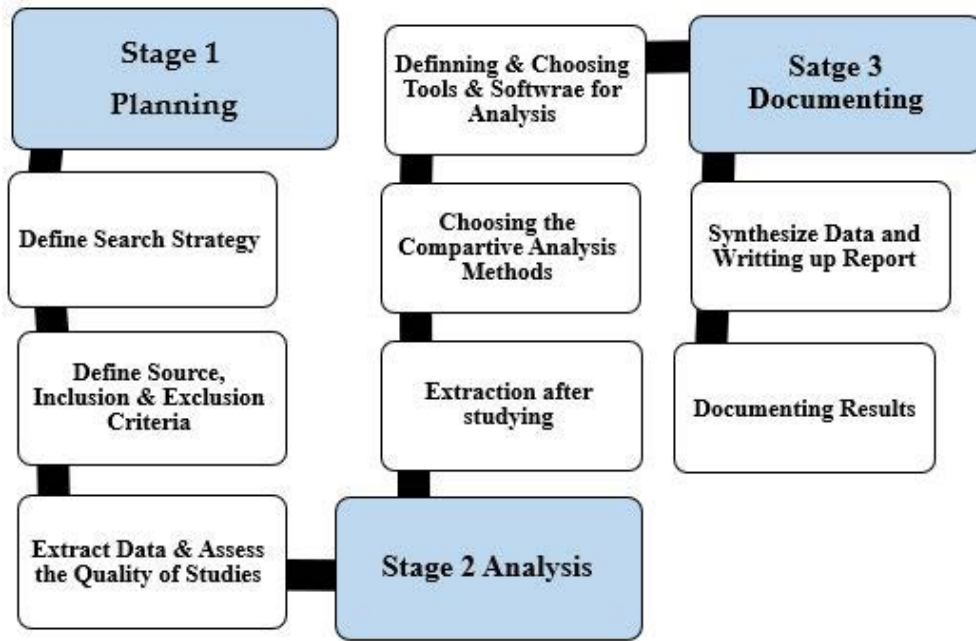 Stage 1
Planning
Define Search Strategy
Define Source,
Inclusion & Exclusion
Criteria
Extract Data & Assess
the Quality of Studies
Stage 2 Analysis
Extraction after
studying
Choosing the
Compartive Analysis
Methods
Definning & Choosing
Tools & Softwrae for
Analysis
Satge 3
Documenting
Synthesize Data and
Writting up Report
Documenting Results